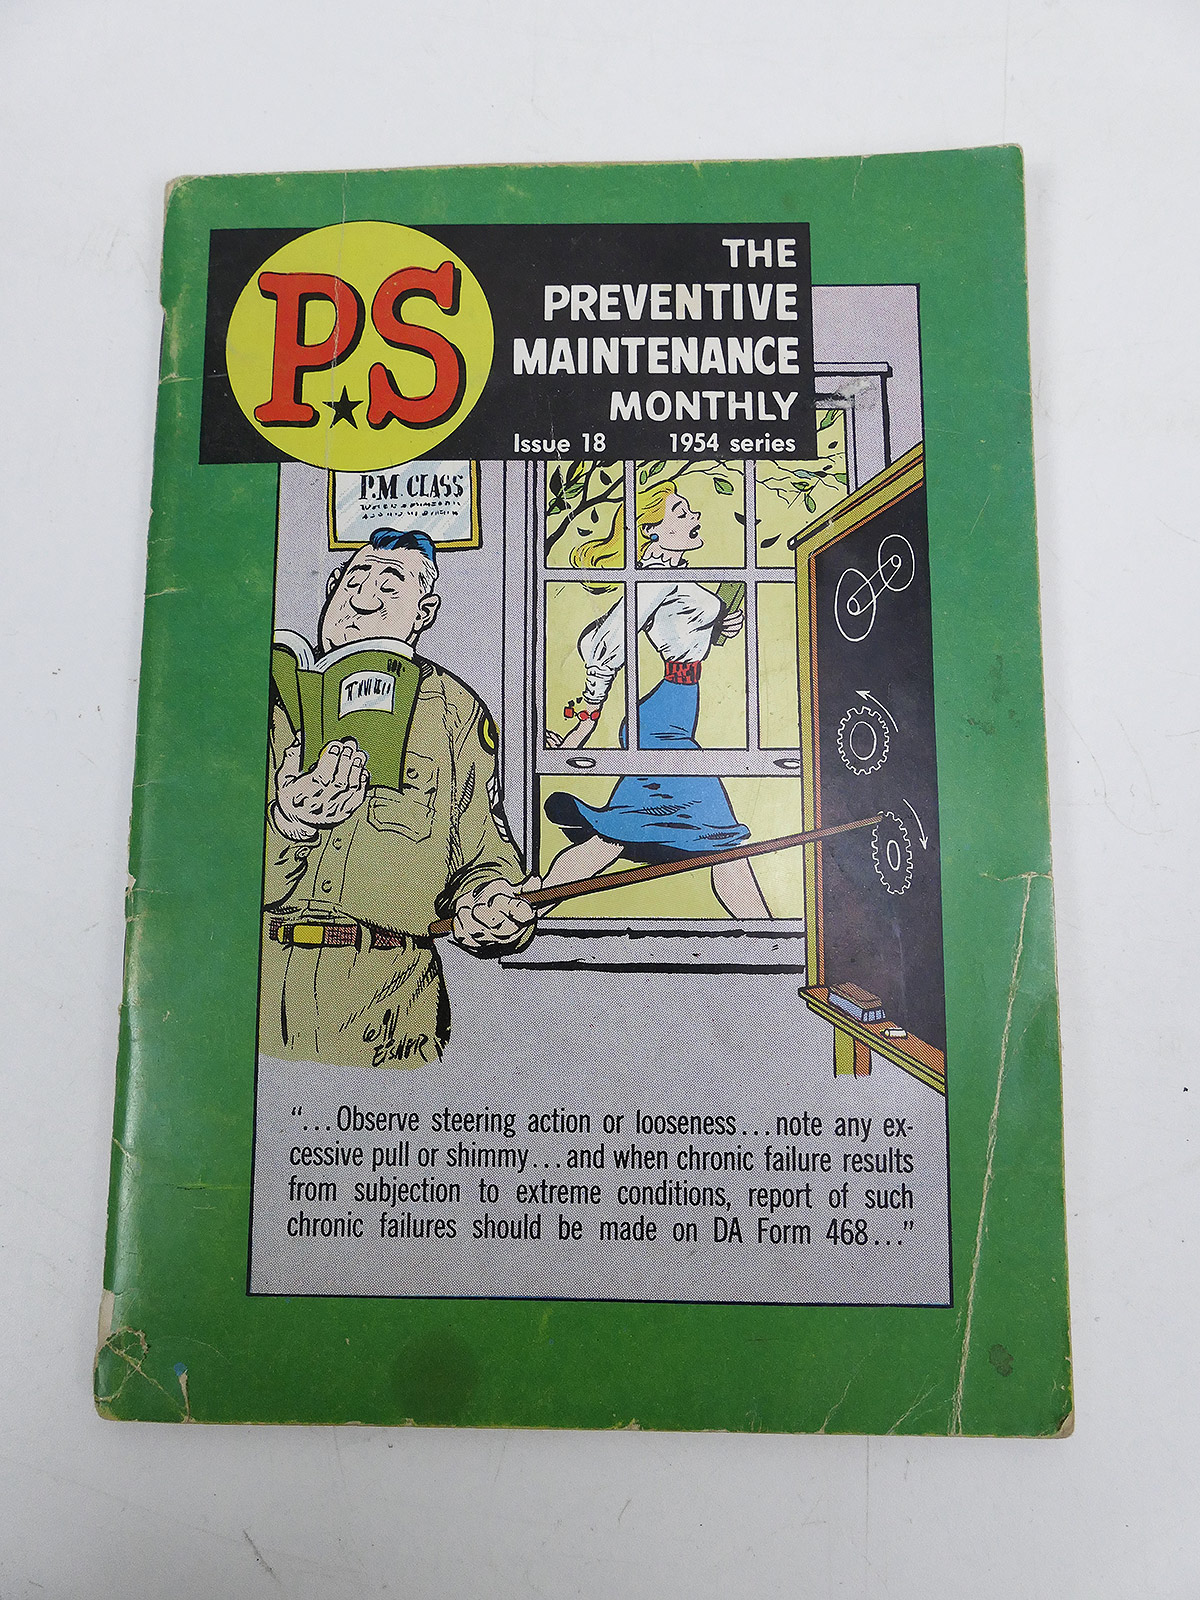 P.S
THE
PREVENTIVE
MAINTENANCE
MONTHLY
Issue 18 1954 series
P.M. CLASS
Will
EISNER
“...Observe steering action or looseness...note any ex-
cessive pull or shimmy...and when chronic failure results
from subjection to extreme conditions, report of such
chronic failures should be made on DA Form 468...”